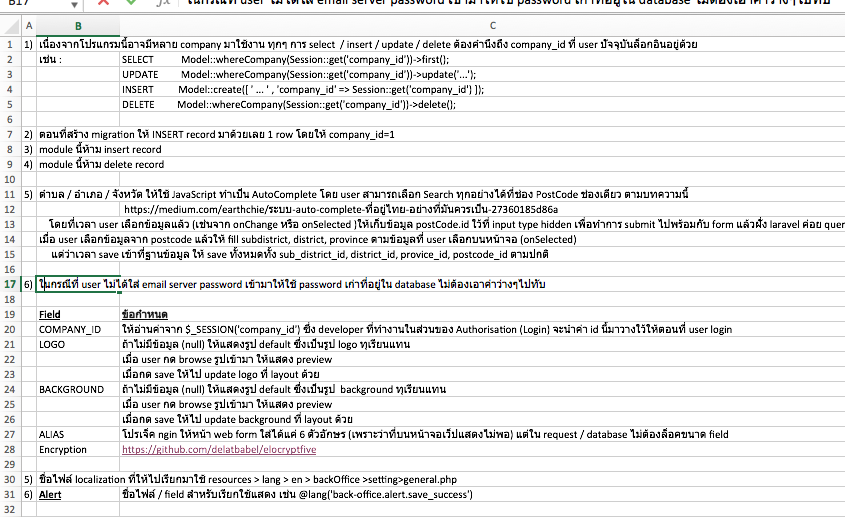 B17
ในกรณีที่ user ไม่ได้ใส่ email server password เข้ามาให้ใช้ password เก่าที่อยู่ใน database ไม่ต้องเอาค่าว่างๆไปทับ
A B C
1 1) เนื่องจากโปรแกรมนี้อาจมีหลาย company มาใช้งาน ทุกๆ การ select / insert / update / delete ต้องคำนึงถึง company_id ที่ user ปัจจุบันล็อกอินอยู่ด้วย
2 เช่น : SELECT Model::whereCompany(Session::get('company_id'))->first();
3 UPDATE Model::whereCompany(Session::get('company_id'))->update('...');
4 INSERT Model::create([ ' ... ' , 'company_id' => Session::get('company_id') ]);
5 DELETE Model::whereCompany(Session::get('company_id'))->delete();
6
7 2) ตอนที่สร้าง migration ให้ INSERT record มาด้วยเลย 1 row โดยให้ company_id=1
8 3) module นี้ห้าม insert record
9 4) module นี้ห้าม delete record
10
11 5) ตำบล / อำเภอ / จังหวัด ให้ใช้ JavaScript ทำเป็น AutoComplete โดย user สามารถเลือก Search ทุกอย่างได้ที่ช่อง PostCode ช่องเดียว ตามบทความนี้
12 https://medium.com/earthchie/ระบบ-auto-complete-ที่อยู่ไทย-อย่างที่มันควรเป็น-27360185d86a
13 โดยที่เวลา user เลือกข้อมูลแล้ว (เช่นจาก onChange หรือ onSelected )ให้เก็บข้อมูล postCode.id ไว้ที่ input type hidden เพื่อทำการ submit ไปพร้อมกับ form แล้วฝั่ง laravel ค่อย quer
14 เมื่อ user เลือกข้อมูลจาก postcode แล้วให้ fill subdistrict, district, province ตามข้อมูลที่ user เลือกบนหน้าจอ (onSelected)
15 แต่ว่าเวลา save เข้าที่ฐานข้อมูล ให้ save ทั้งหมดทั้ง sub_district_id, district_id, provice_id, postcode_id ตามปกติ
16
17 6) ในกรณีที่ user ไม่ได้ใส่ email server password เข้ามาให้ใช้ password เก่าที่อยู่ใน database ไม่ต้องเอาค่าว่างๆไปทับ
18
19 Field ข้อกำหนด
20 COMPANY_ID ให้อ่านค่าจาก $_SESSION('company_id') ซึ่ง developer ที่ทำงานในส่วนของ Authorisation (Login) จะนำค่า id นี้มาวางไว้ให้ตอนที่ user login
21 LOGO ถ้าไม่มีข้อมูล (null) ให้แสดงรูป default ซึ่งเป็นรูป logo ทุเรียนแทน
22 เมื่อ user กด browse รูปเข้ามา ให้แสดง preview
23 เมื่อกด save ให้ไป update logo ที่ layout ด้วย
24 BACKGROUND ถ้าไม่มีข้อมูล (null) ให้แสดงรูป default ซึ่งเป็นรูป background ทุเรียนแทน
25 เมื่อ user กด browse รูปเข้ามา ให้แสดง preview
26 เมื่อกด save ให้ไป update background ที่ layout ด้วย
27 ALIAS โปรเจ็ค ngin ให้หน้า web form ใส่ได้แค่ 6 ตัวอักษร (เพราะว่าที่บนหน้าจอเว็ปแสดงไม่พอ) แต่ใน request / database ไม่ต้องล็อคขนาด field
28 Encryption https://github.com/delatbabel/elocryptfive
29
30 5) ชื่อไฟล์ localization ที่ให้ไปเรียกมาใช้ resources > lang > en > backOffice >setting>general.php
31 6) Alert ชื่อไฟล์ / field สำหรับเรียกใช้แสดง เช่น @lang('back-office.alert.save_success')
32